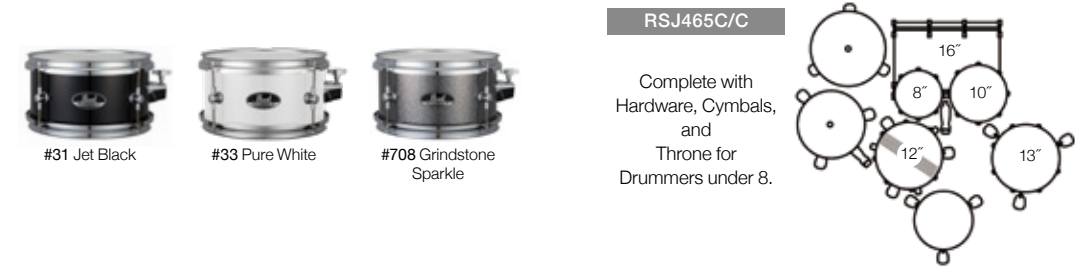 #31 Jet Black
#33 Pure White
#708 Grindstone
Sparkle
RSJ465C/C
Complete with
Hardware, Cymbals,
and
Throne for
Drummers under 8.
16″
8″
10″
12″
13″